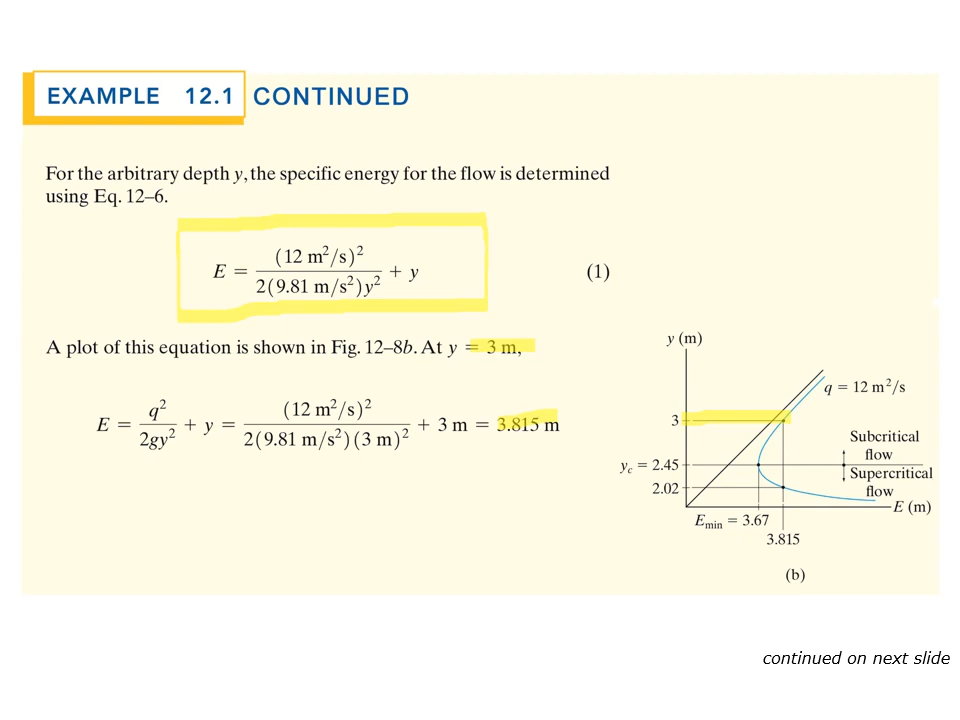 EXAMPLE 12.1 CONTINUED
For the arbitrary depth y, the specific energy for the flow is determined
using Eq. 12–6.
E = (12 m²/s)² / 2(9.81 m/s²)y² + y (1)
A plot of this equation is shown in Fig. 12–8b. At y = 3 m,
E = q² / 2gy² + y = (12 m²/s)² / 2(9.81 m/s²)(3 m)² + 3 m = 3.815 m
y (m)
q = 12 m²/s
3
Subcritical
flow
y_c = 2.45
Supercritical
2.02
flow
E (m)
E_min = 3.67
3.815
(b)
continued on next slide